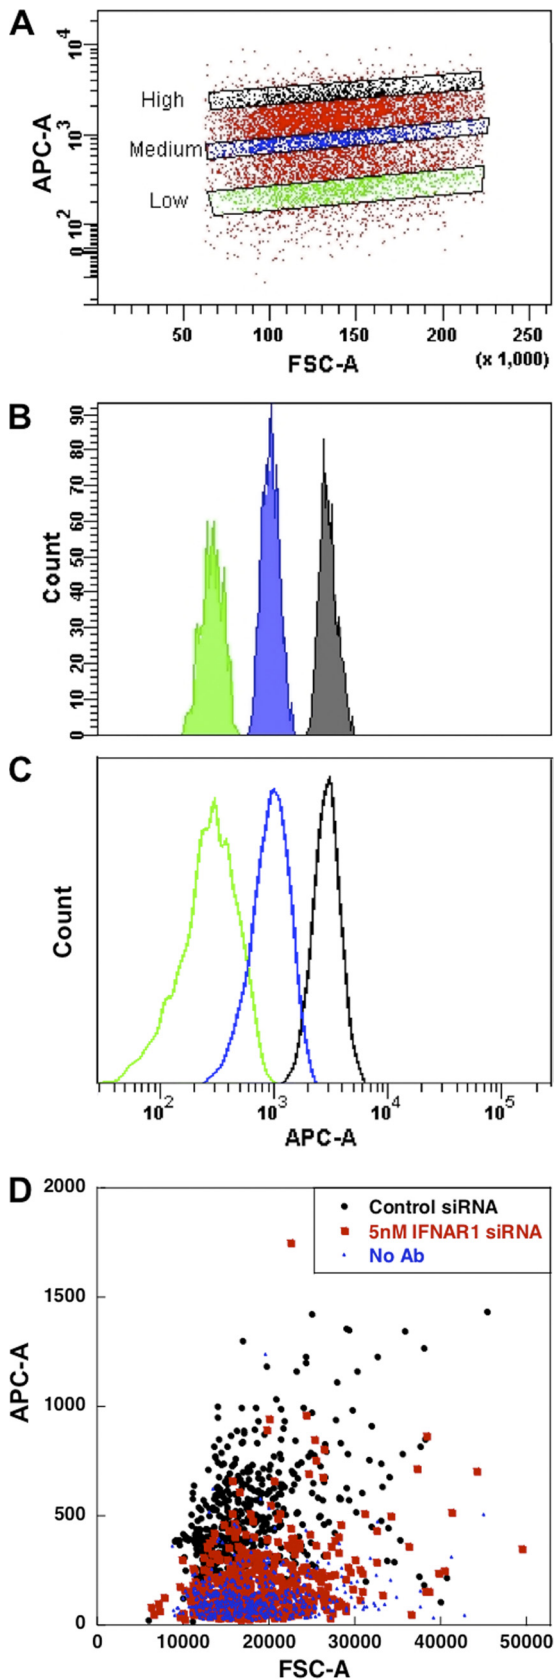 A
APC-A
10^4
10^3
10^2
0
High
Medium
Low
50 100 150 200 250
FSC-A (x 1,000)
B
Count
90
80
70
60
50
40
30
20
10
0
C
Count
10^2 10^3 10^4 10^5
APC-A
D
APC-A
2000
1500
1000
500
0
Control siRNA
5nM IFNAR1 siRNA
No Ab
0 10000 20000 30000 40000 50000
FSC-A